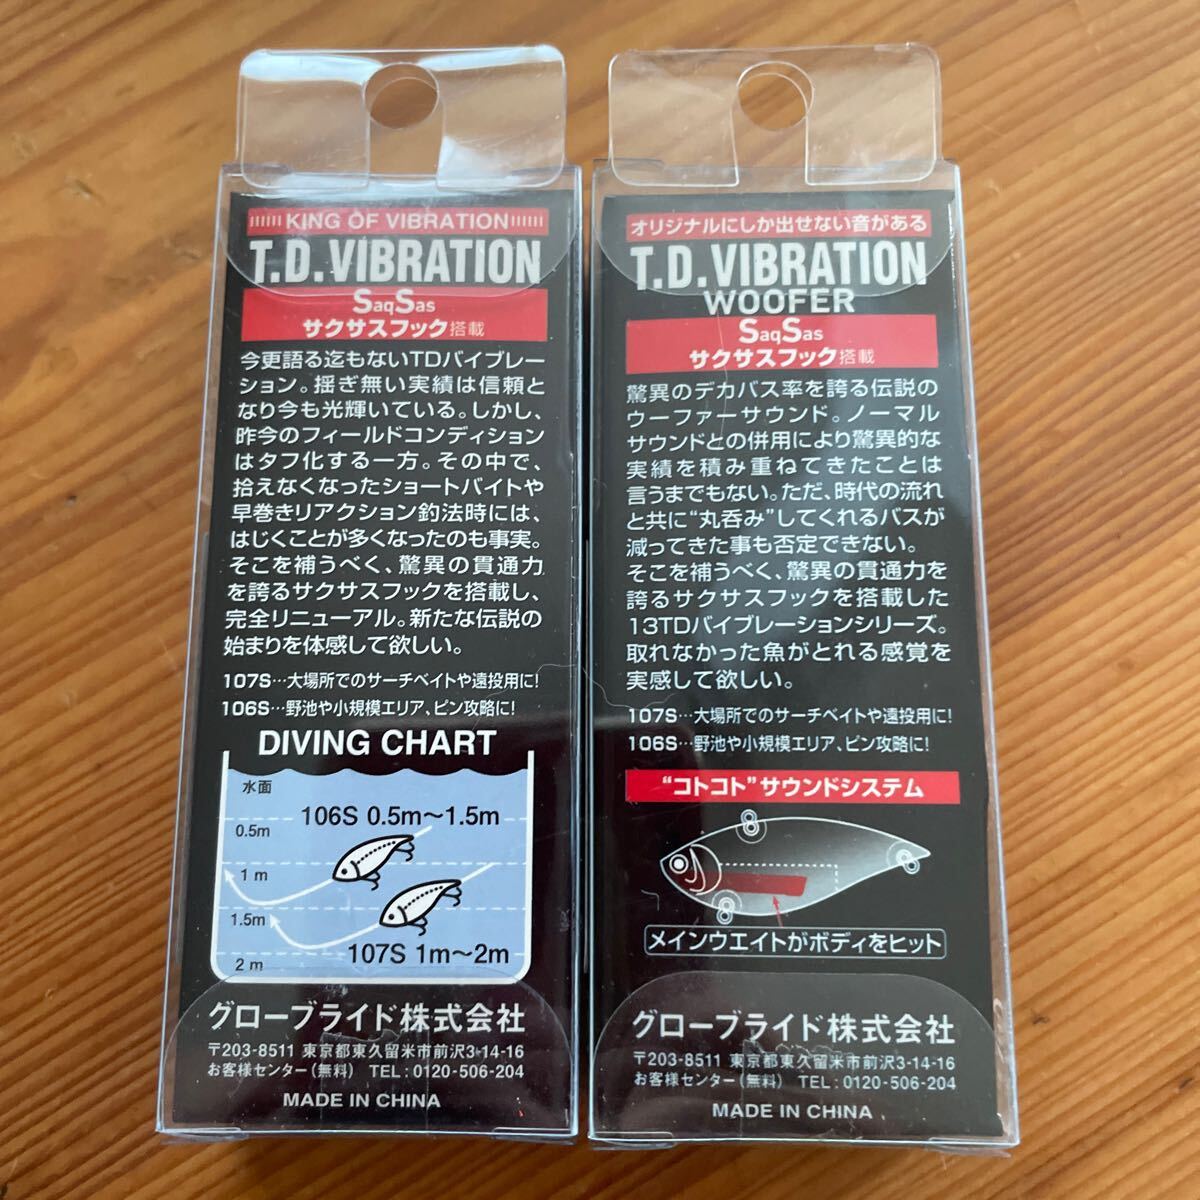 KING OF VIBRATION
T.D.VIBRATION
SaqSas
サクサスフック搭載
今更語る迄もないTDバイブレー
ション。揺ぎ無い実績は信頼と
なり今も光輝いている。しかし、
昨今のフィールドコンディション
はタフ化する一方。その中で、
拾えなくなったショートバイトや
早巻きリアクション釣法時には、
はじくことが多くなったのも事実。
そこを補うべく、驚異の貫通力
を誇るサクサスフックを搭載し、
完全リニューアル。新たな伝説の
始まりを体感して欲しい。
107S…大場所でのサーチベイトや遠投用に!
106S…野池や小規模エリア、ピン攻略に!
DIVING CHART
水面
106S 0.5m〜1.5m
0.5m
1 m
1.5m
107S 1m〜2m
2 m
グローブライド株式会社
〒203-8511 東京都東久留米市前沢3-14-16
お客様センター(無料) TEL:0120-506-204
MADE IN CHINA
オリジナルにしか出せない音がある
T.D.VIBRATION
WOOFER
SaqSas
サクサスフック搭載
驚異のデカバス率を誇る伝説の
ウーファーサウンド。ノーマル
サウンドとの併用により驚異的な
実績を積み重ねてきたことは
言うまでもない。ただ、時代の流れ
と共に“丸呑み”してくれるバスが
減ってきた事も否定できない。
そこを補うべく、驚異の貫通力を
誇るサクサスフックを搭載した
13TDバイブレーションシリーズ。
取れなかった魚がとれる感覚を
実感して欲しい。
107S…大場所でのサーチベイトや遠投用に!
106S…野池や小規模エリア、ピン攻略に!
“コトコト”サウンドシステム
メインウエイトがボディをヒット
グローブライド株式会社
〒203-8511 東京都東久留米市前沢3-14-16
お客様センター(無料) TEL:0120-506-204
MADE IN CHINA